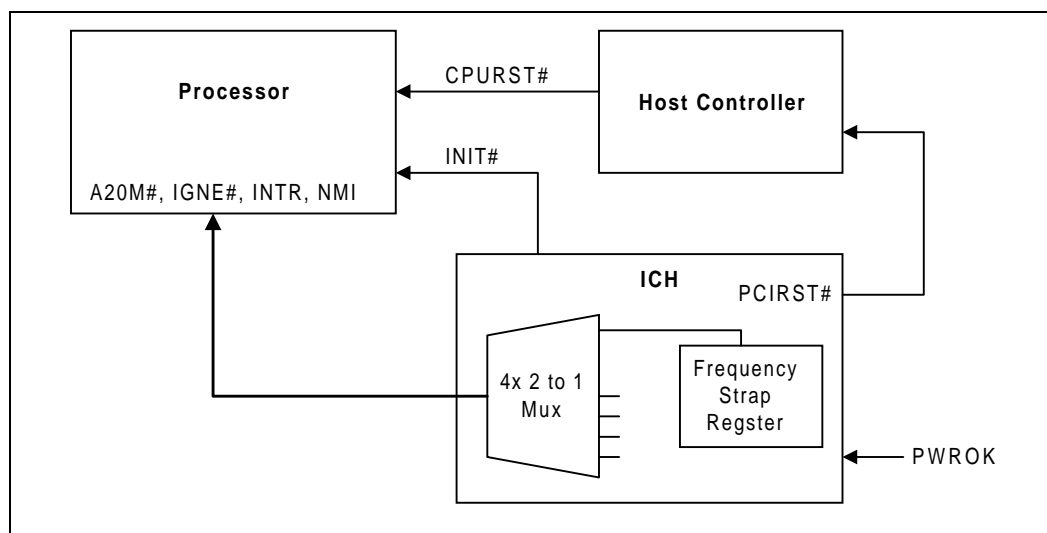 Processor
CPURST#
Host Controller
INIT#
A20M#, IGNE#, INTR, NMI
ICH
PCIRST#
4x 2 to 1
Mux
Frequency
Strap
Regster
PWROK